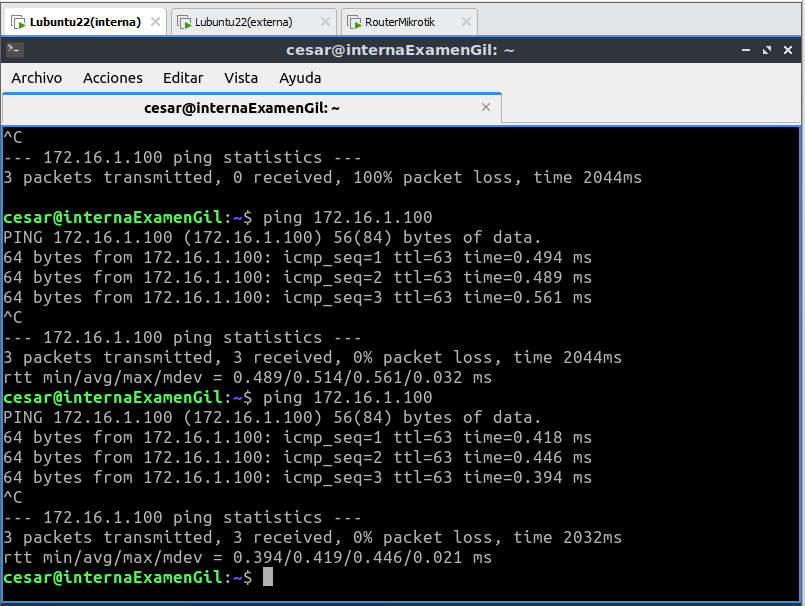 Lubuntu22(interna)
Lubuntu22(externa)
RouterMikrotik
cesar@internaExamenGil: ~
Archivo Acciones Editar Vista Ayuda
cesar@internaExamenGil: ~
^C
--- 172.16.1.100 ping statistics ---
3 packets transmitted, 0 received, 100% packet loss, time 2044ms
cesar@internaExamenGil:~$ ping 172.16.1.100
PING 172.16.1.100 (172.16.1.100) 56(84) bytes of data.
64 bytes from 172.16.1.100: icmp_seq=1 ttl=63 time=0.494 ms
64 bytes from 172.16.1.100: icmp_seq=2 ttl=63 time=0.489 ms
64 bytes from 172.16.1.100: icmp_seq=3 ttl=63 time=0.561 ms
^C
--- 172.16.1.100 ping statistics ---
3 packets transmitted, 3 received, 0% packet loss, time 2044ms
rtt min/avg/max/mdev = 0.489/0.514/0.561/0.032 ms
cesar@internaExamenGil:~$ ping 172.16.1.100
PING 172.16.1.100 (172.16.1.100) 56(84) bytes of data.
64 bytes from 172.16.1.100: icmp_seq=1 ttl=63 time=0.418 ms
64 bytes from 172.16.1.100: icmp_seq=2 ttl=63 time=0.446 ms
64 bytes from 172.16.1.100: icmp_seq=3 ttl=63 time=0.394 ms
^C
--- 172.16.1.100 ping statistics ---
3 packets transmitted, 3 received, 0% packet loss, time 2032ms
rtt min/avg/max/mdev = 0.394/0.419/0.446/0.021 ms
cesar@internaExamenGil:~$